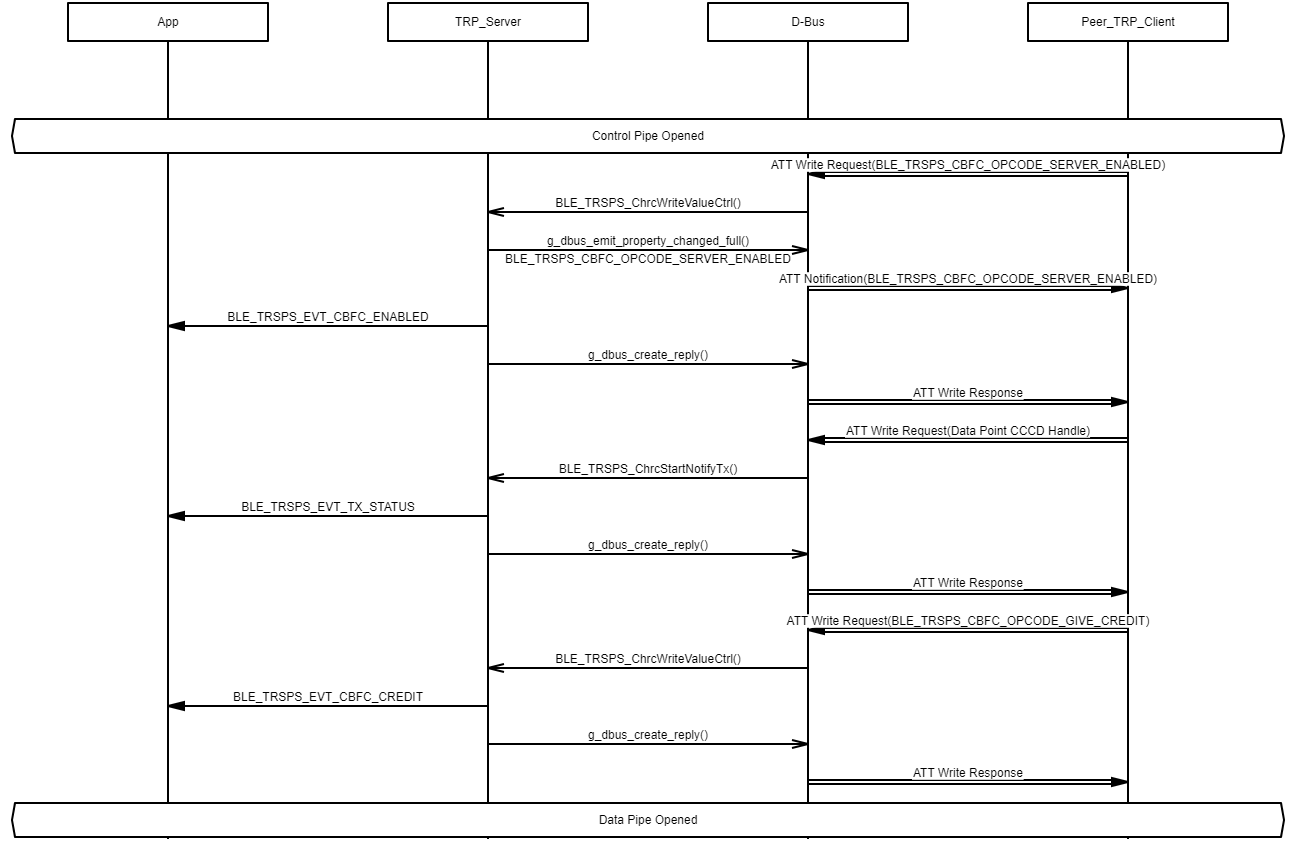 App
TRP_Server
D-Bus
Peer_TRP_Client
Control Pipe Opened
ATT Write Request(BLE_TRSPS_CBFC_OPCODE_SERVER_ENABLED)
BLE_TRSPS_ChrcWriteValueCtrl()
g_dbus_emit_property_changed_full()
BLE_TRSPS_CBFC_OPCODE_SERVER_ENABLED
ATT Notification(BLE_TRSPS_CBFC_OPCODE_SERVER_ENABLED)
BLE_TRSPS_EVT_CBFC_ENABLED
g_dbus_create_reply()
ATT Write Response
ATT Write Request(Data Point CCCD Handle)
BLE_TRSPS_ChrcStartNotifyTx()
BLE_TRSPS_EVT_TX_STATUS
g_dbus_create_reply()
ATT Write Response
ATT Write Request(BLE_TRSPS_CBFC_OPCODE_GIVE_CREDIT)
BLE_TRSPS_ChrcWriteValueCtrl()
BLE_TRSPS_EVT_CBFC_CREDIT
g_dbus_create_reply()
ATT Write Response
Data Pipe Opened